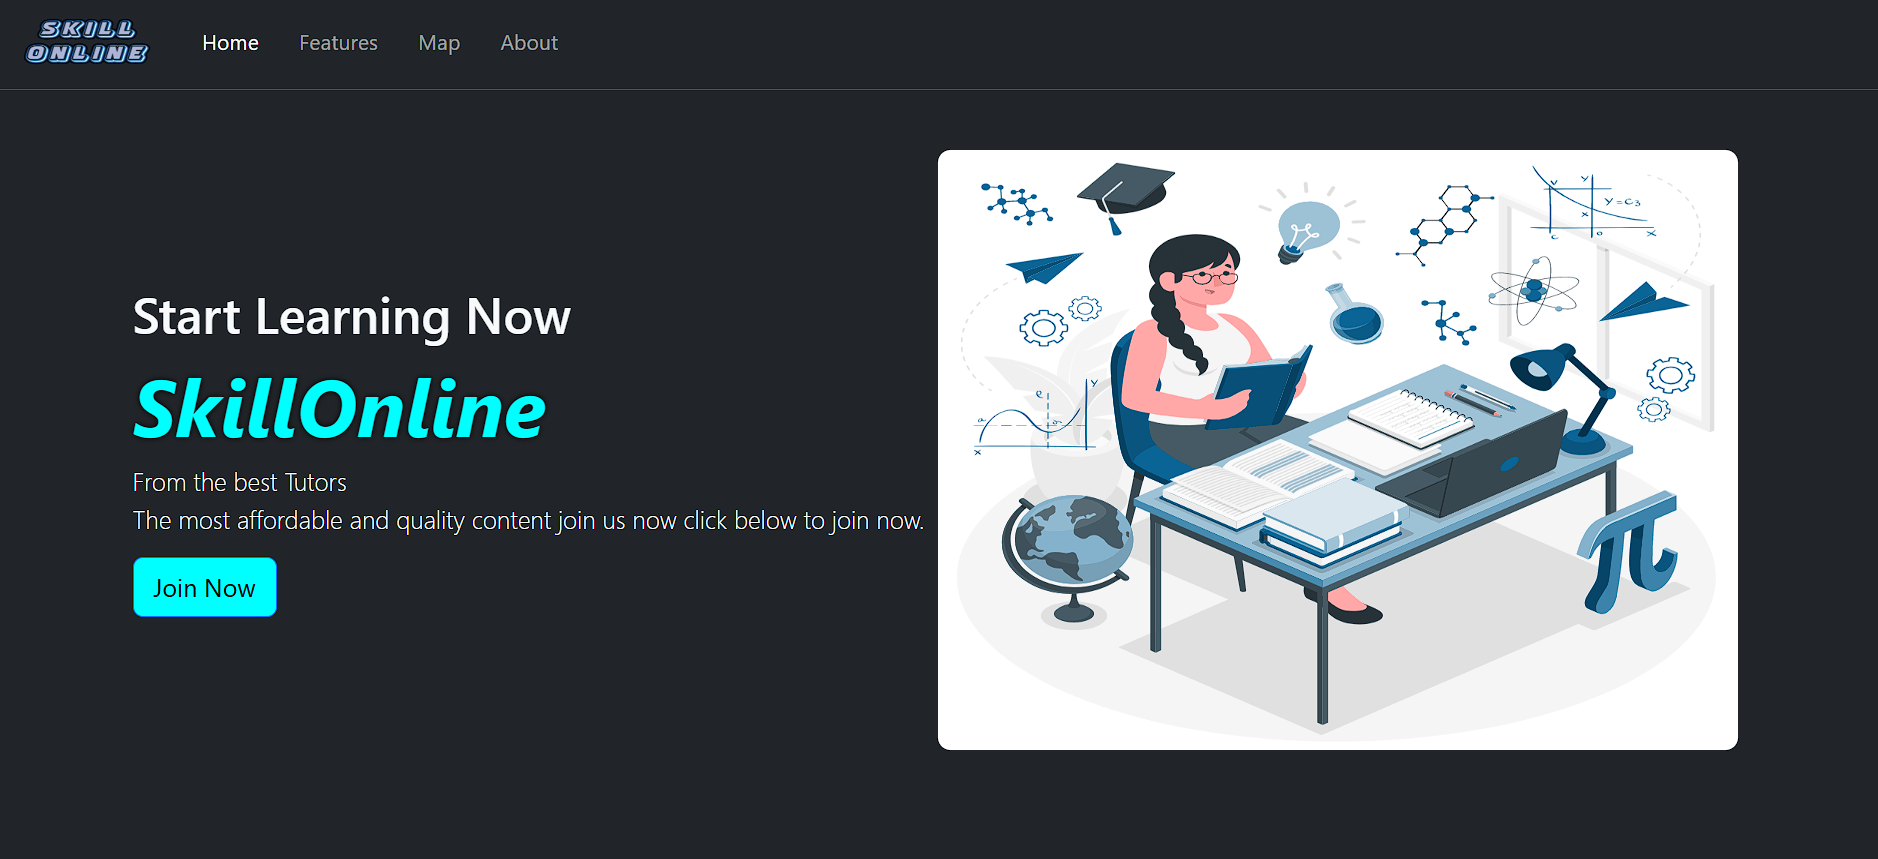 SKILL
ONLINE
Home Features Map About
Start Learning Now
SkillOnline
From the best Tutors
The most affordable and quality content join us now click below to join now.
Join Now
Y
Y = C3
X
X
C
O
e
Y
a
X
π